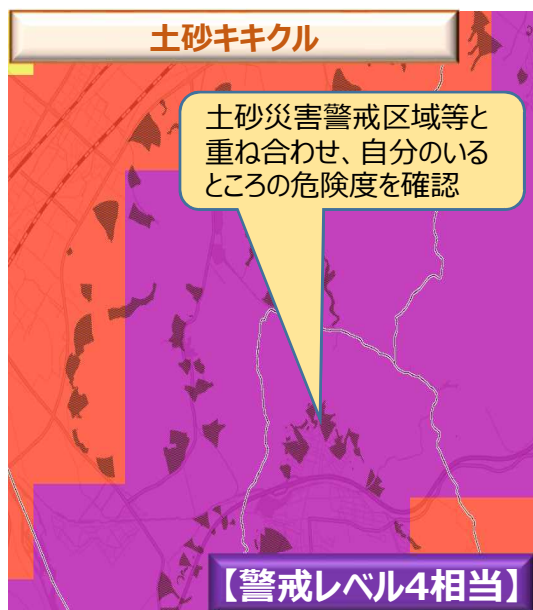 土砂キキクル
土砂災害警戒区域等と
重ね合わせ、自分のいる
ところの危険度を確認
【警戒レベル4相当】